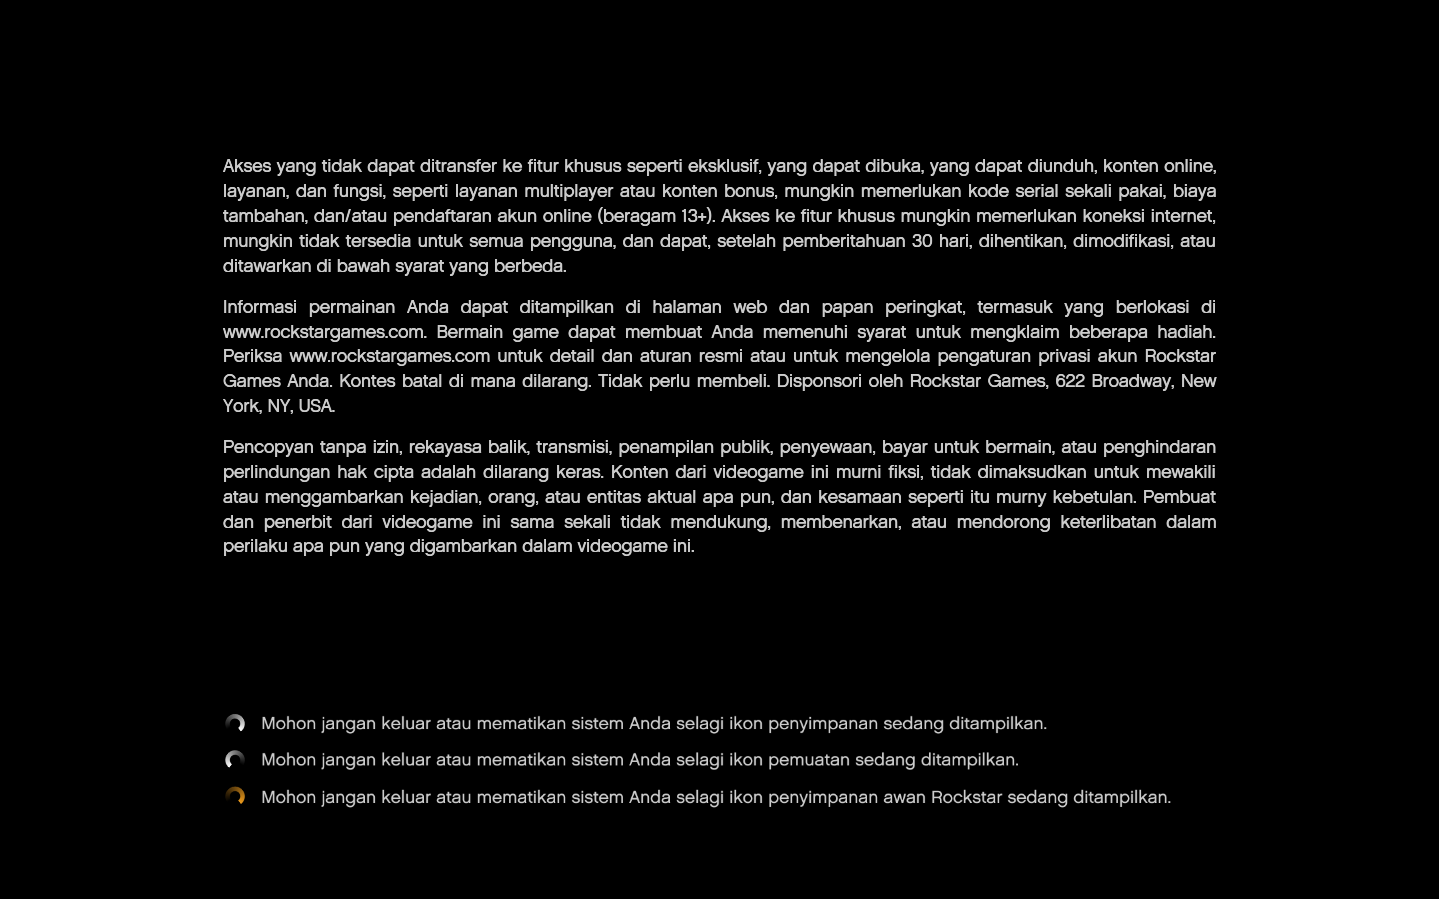 Akses yang tidak dapat ditransfer ke fitur khusus seperti eksklusif, yang dapat dibuka, yang dapat diunduh, konten online,
layanan, dan fungsi, seperti layanan multiplayer atau konten bonus, mungkin memerlukan kode serial sekali pakai, biaya
tambahan, dan/atau pendaftaran akun online (beragam 13+). Akses ke fitur khusus mungkin memerlukan koneksi internet,
mungkin tidak tersedia untuk semua pengguna, dan dapat, setelah pemberitahuan 30 hari, dihentikan, dimodifikasi, atau
ditawarkan di bawah syarat yang berbeda.
Informasi permainan Anda dapat ditampilkan di halaman web dan papan peringkat, termasuk yang berlokasi di
www.rockstargames.com. Bermain game dapat membuat Anda memenuhi syarat untuk mengklaim beberapa hadiah.
Periksa www.rockstargames.com untuk detail dan aturan resmi atau untuk mengelola pengaturan privasi akun Rockstar
Games Anda. Kontes batal di mana dilarang. Tidak perlu membeli. Disponsori oleh Rockstar Games, 622 Broadway, New
York, NY, USA.
Pencopyan tanpa izin, rekayasa balik, transmisi, penampilan publik, penyewaan, bayar untuk bermain, atau penghindaran
perlindungan hak cipta adalah dilarang keras. Konten dari videogame ini murni fiksi, tidak dimaksudkan untuk mewakili
atau menggambarkan kejadian, orang, atau entitas aktual apa pun, dan kesamaan seperti itu murny kebetulan. Pembuat
dan penerbit dari videogame ini sama sekali tidak mendukung, membenarkan, atau mendorong keterlibatan dalam
perilaku apa pun yang digambarkan dalam videogame ini.
Mohon jangan keluar atau mematikan sistem Anda selagi ikon penyimpanan sedang ditampilkan.
Mohon jangan keluar atau mematikan sistem Anda selagi ikon pemuatan sedang ditampilkan.
Mohon jangan keluar atau mematikan sistem Anda selagi ikon penyimpanan awan Rockstar sedang ditampilkan.